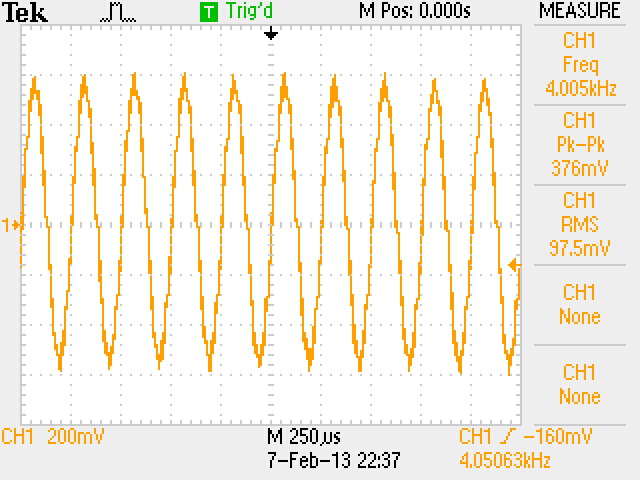 Tek T Trig'd M Pos: 0.000s MEASURE
CH1
Freq
4.005kHz
CH1
Pk-Pk
376mV
1
CH1
RMS
97.5mV
CH1
None
CH1
None
CH1 200mV M 250µs CH1 -160mV
7-Feb-13 22:37 4.05063kHz